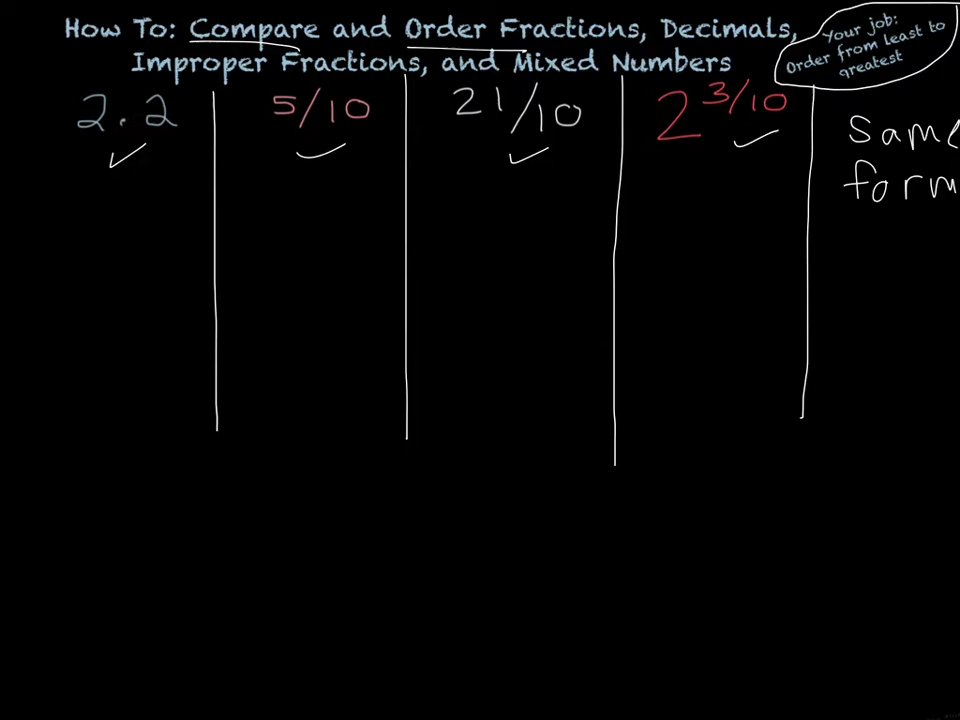 How To: Compare and Order Fractions, Decimals,
Improper Fractions, and Mixed Numbers
Your job:
Order from least to
greatest
2.2
5/10
21/10
2 3/10
same
form